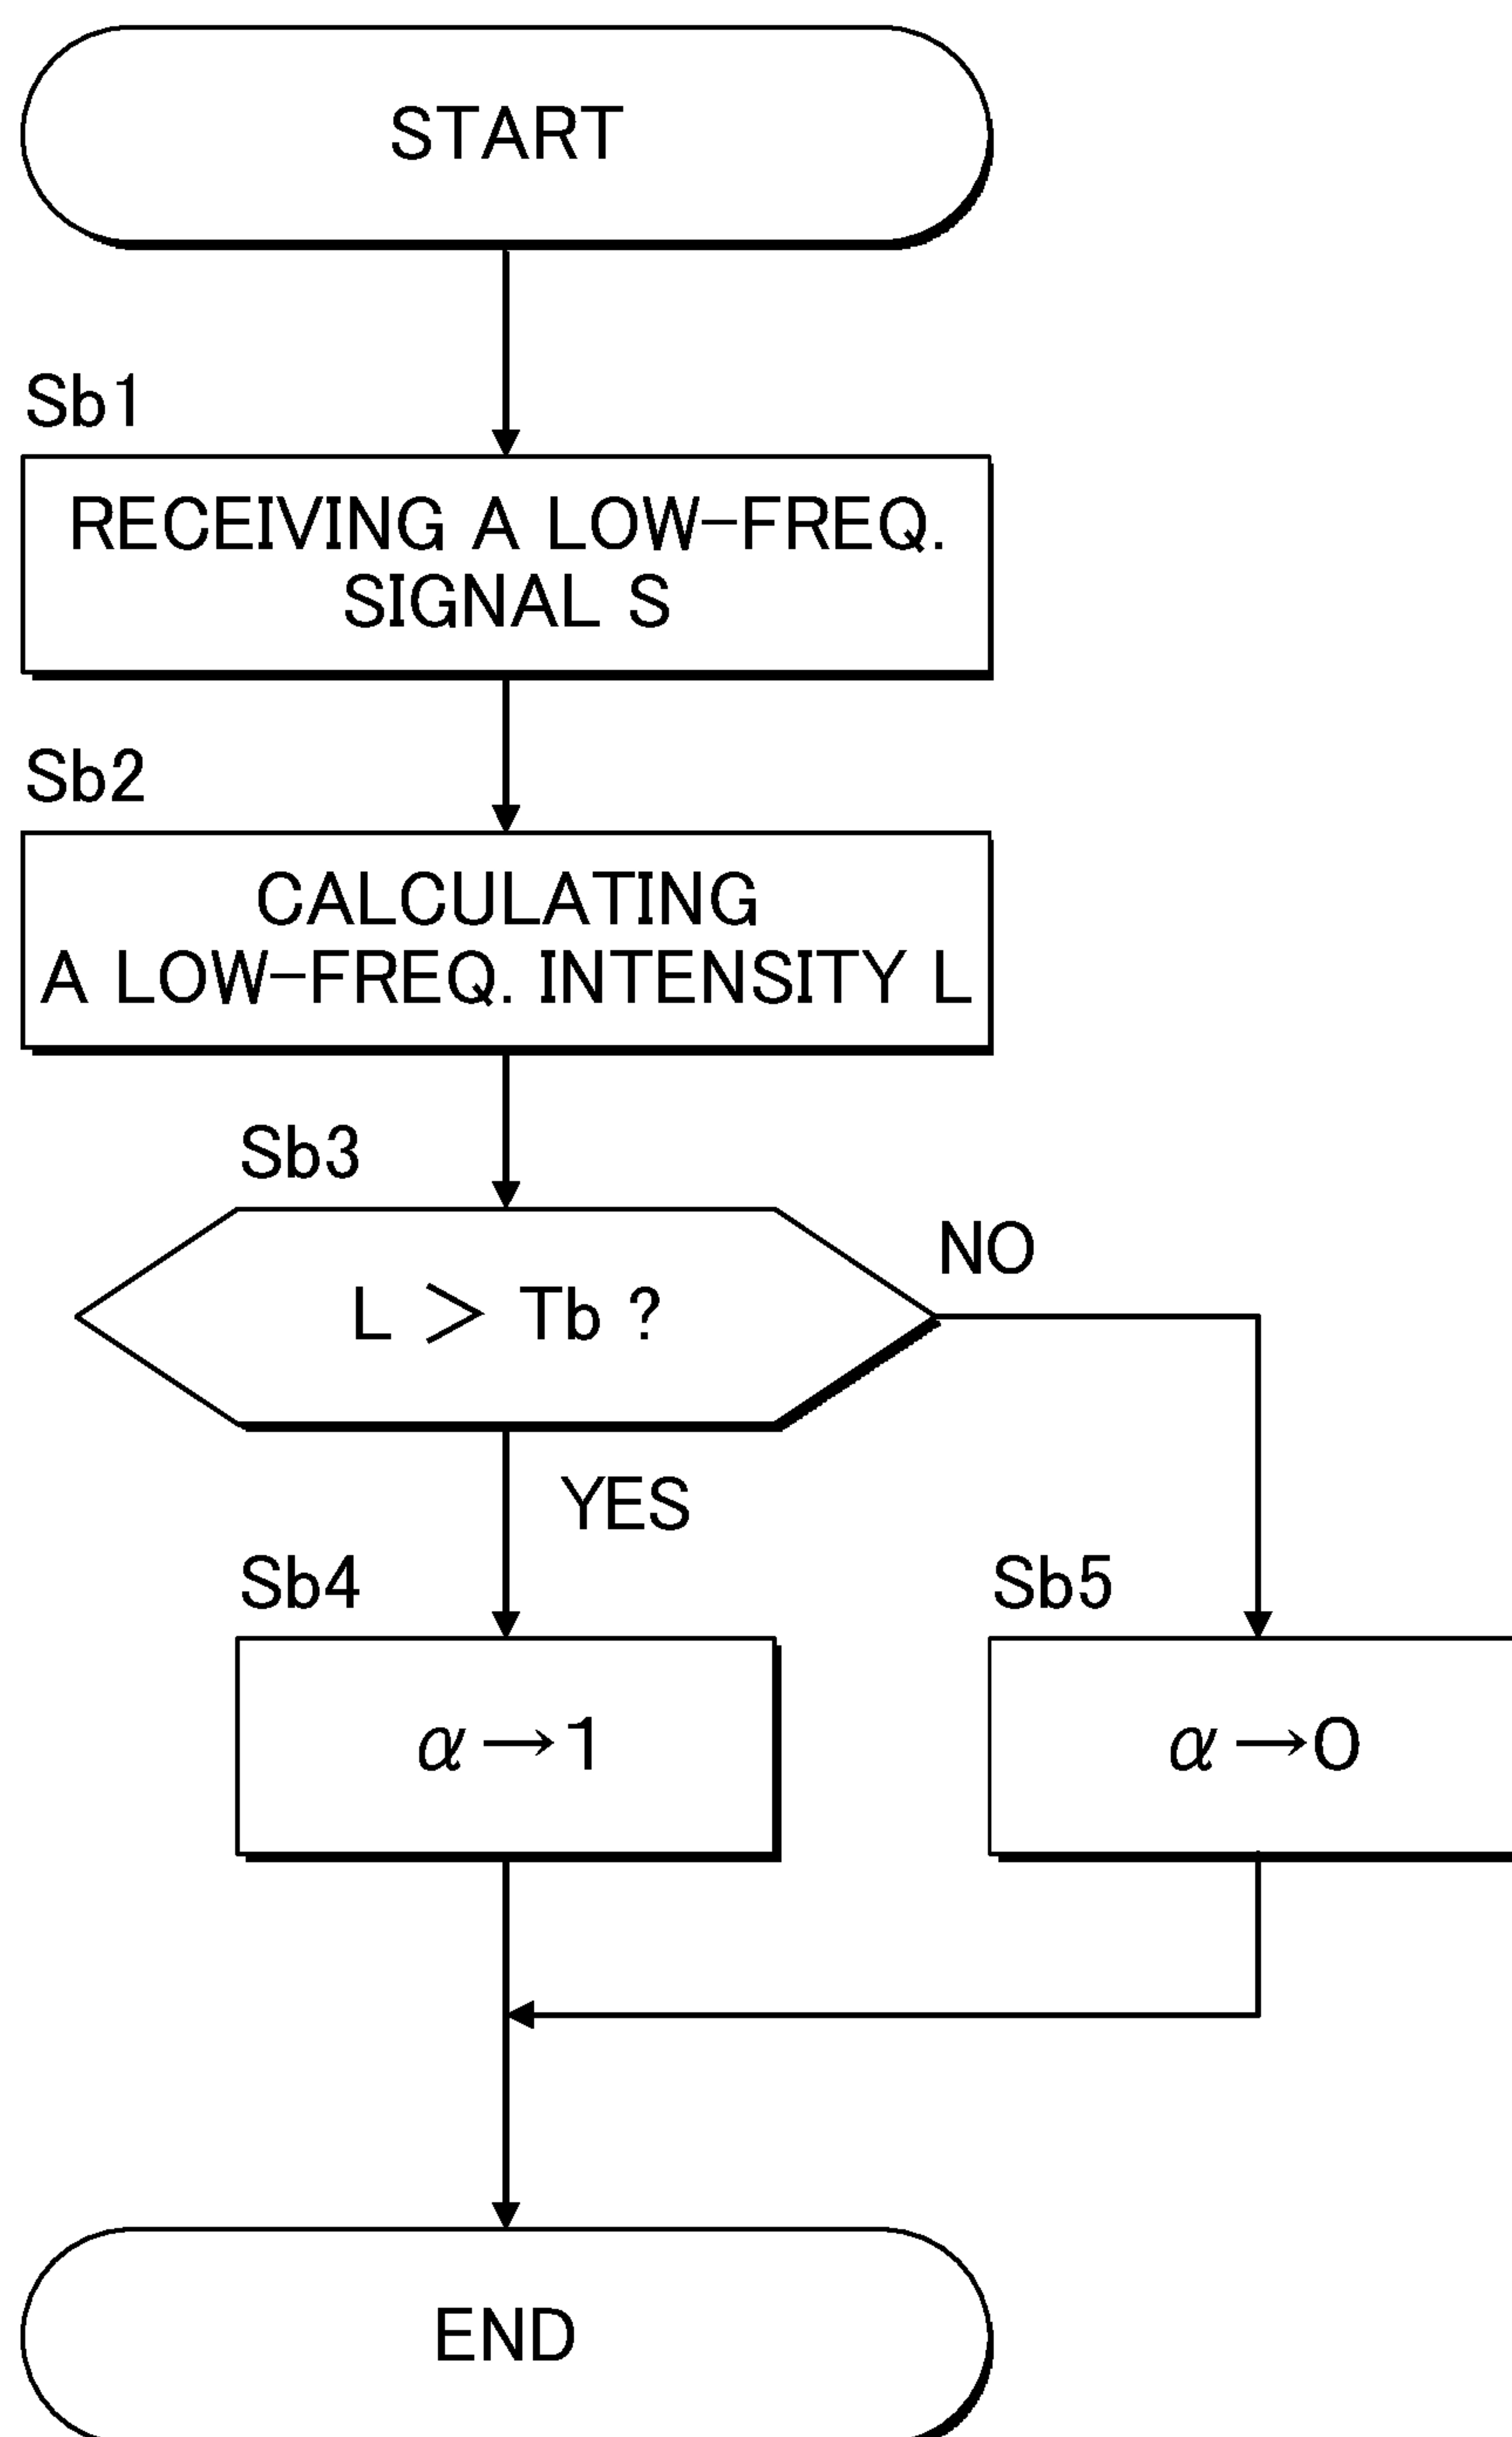 START
Sb1
RECEIVING A LOW-FREQ.
SIGNAL S
Sb2
CALCULATING
A LOW-FREQ. INTENSITY L
Sb3
L > Tb ?
NO
YES
Sb4
α→1
Sb5
α→0
END